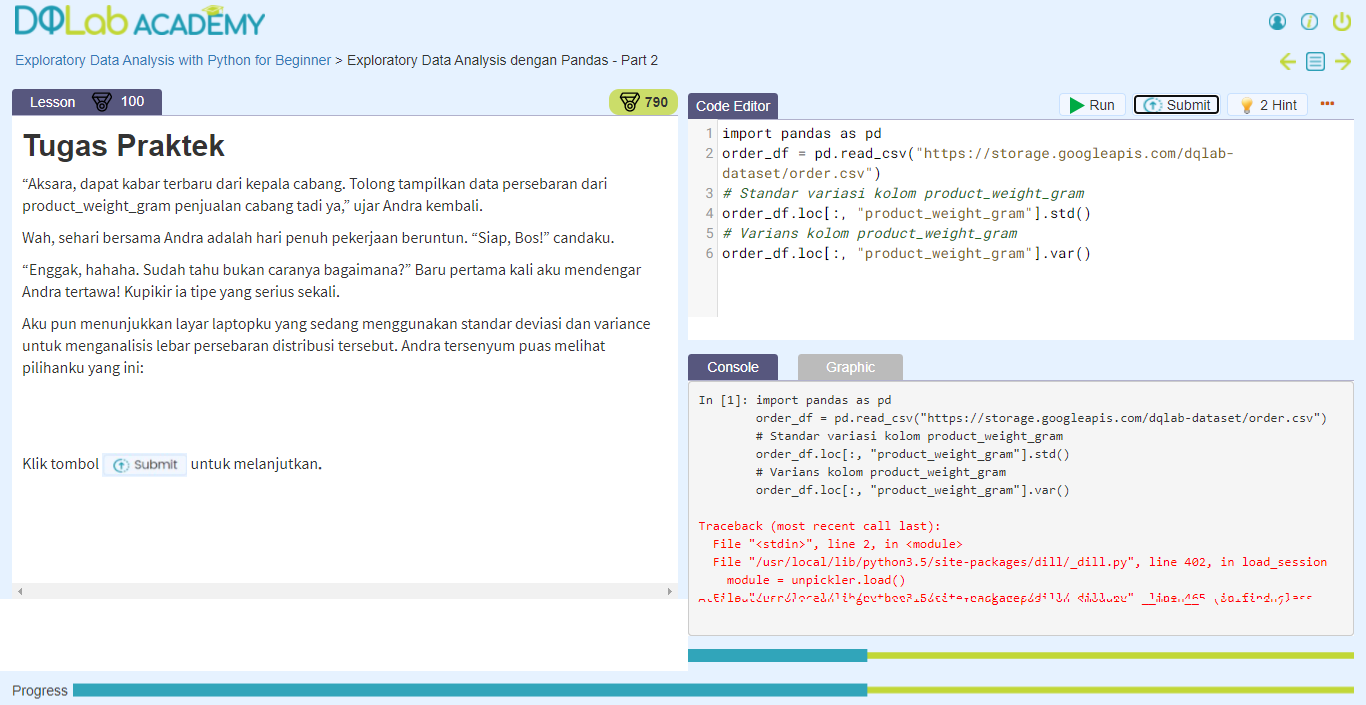 DQLab ACADEMY
Exploratory Data Analysis with Python for Beginner > Exploratory Data Analysis dengan Pandas - Part 2
Lesson 100 790
Tugas Praktek
“Aksara, dapat kabar terbaru dari kepala cabang. Tolong tampilkan data persebaran dari
product_weight_gram penjualan cabang tadi ya,” ujar Andra kembali.
Wah, sehari bersama Andra adalah hari penuh pekerjaan beruntun. “Siap, Bos!” candaku.
“Enggak, hahaha. Sudah tahu bukan caranya bagaimana?” Baru pertama kali aku mendengar
Andra tertawa! Kupikir ia tipe yang serius sekali.
Aku pun menunjukkan layar laptopku yang sedang menggunakan standar deviasi dan variance
untuk menganalisis lebar persebaran distribusi tersebut. Andra tersenyum puas melihat
pilihanku yang ini:
Klik tombol Submit untuk melanjutkan.
Code Editor Run Submit 2 Hint
1 import pandas as pd
2 order_df = pd.read_csv("https://storage.googleapis.com/dqlab-
dataset/order.csv")
3 # Standar variasi kolom product_weight_gram
4 order_df.loc[:, "product_weight_gram"].std()
5 # Varians kolom product_weight_gram
6 order_df.loc[:, "product_weight_gram"].var()
Console Graphic
In [1]: import pandas as pd
order_df = pd.read_csv("https://storage.googleapis.com/dqlab-dataset/order.csv")
# Standar variasi kolom product_weight_gram
order_df.loc[:, "product_weight_gram"].std()
# Varians kolom product_weight_gram
order_df.loc[:, "product_weight_gram"].var()
Traceback (most recent call last):
File "<stdin>", line 2, in <module>
File "/usr/local/lib/python3.5/site-packages/dill/_dill.py", line 402, in load_session
module = unpickler.load()
Progress